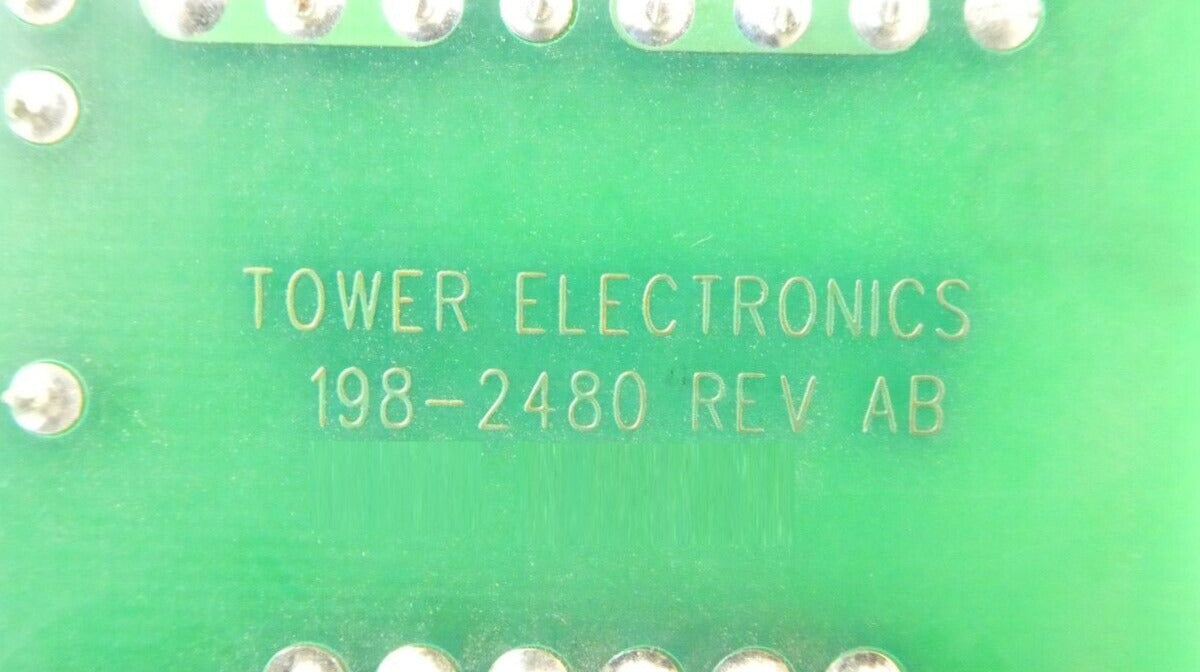 TOWER ELECTRONICS
198-2480 REV AB